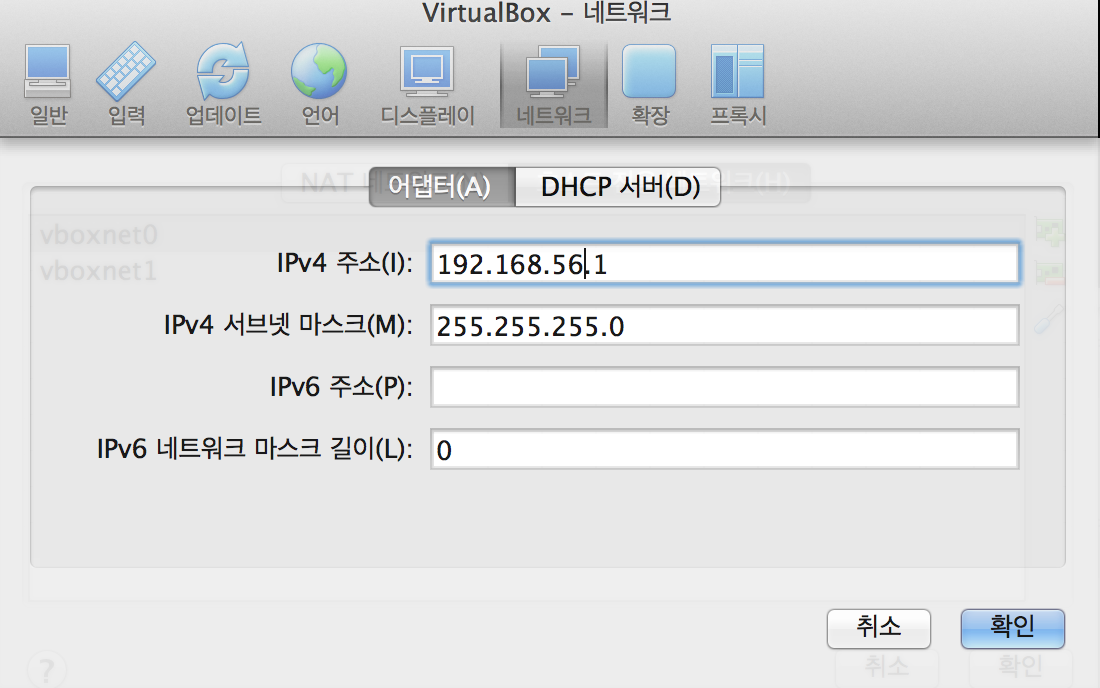 VirtualBox – 네트워크
일반 입력 업데이트 언어 디스플레이 네트워크 확장 프록시
NAT 네 트워크(H)
어댑터(A) DHCP 서버(D)
vboxnet0
vboxnet1
IPv4 주소(I): 192.168.56.1
IPv4 서브넷 마스크(M): 255.255.255.0
IPv6 주소(P):
IPv6 네트워크 마스크 길이(L): 0
취소 확인
? 취소 확인